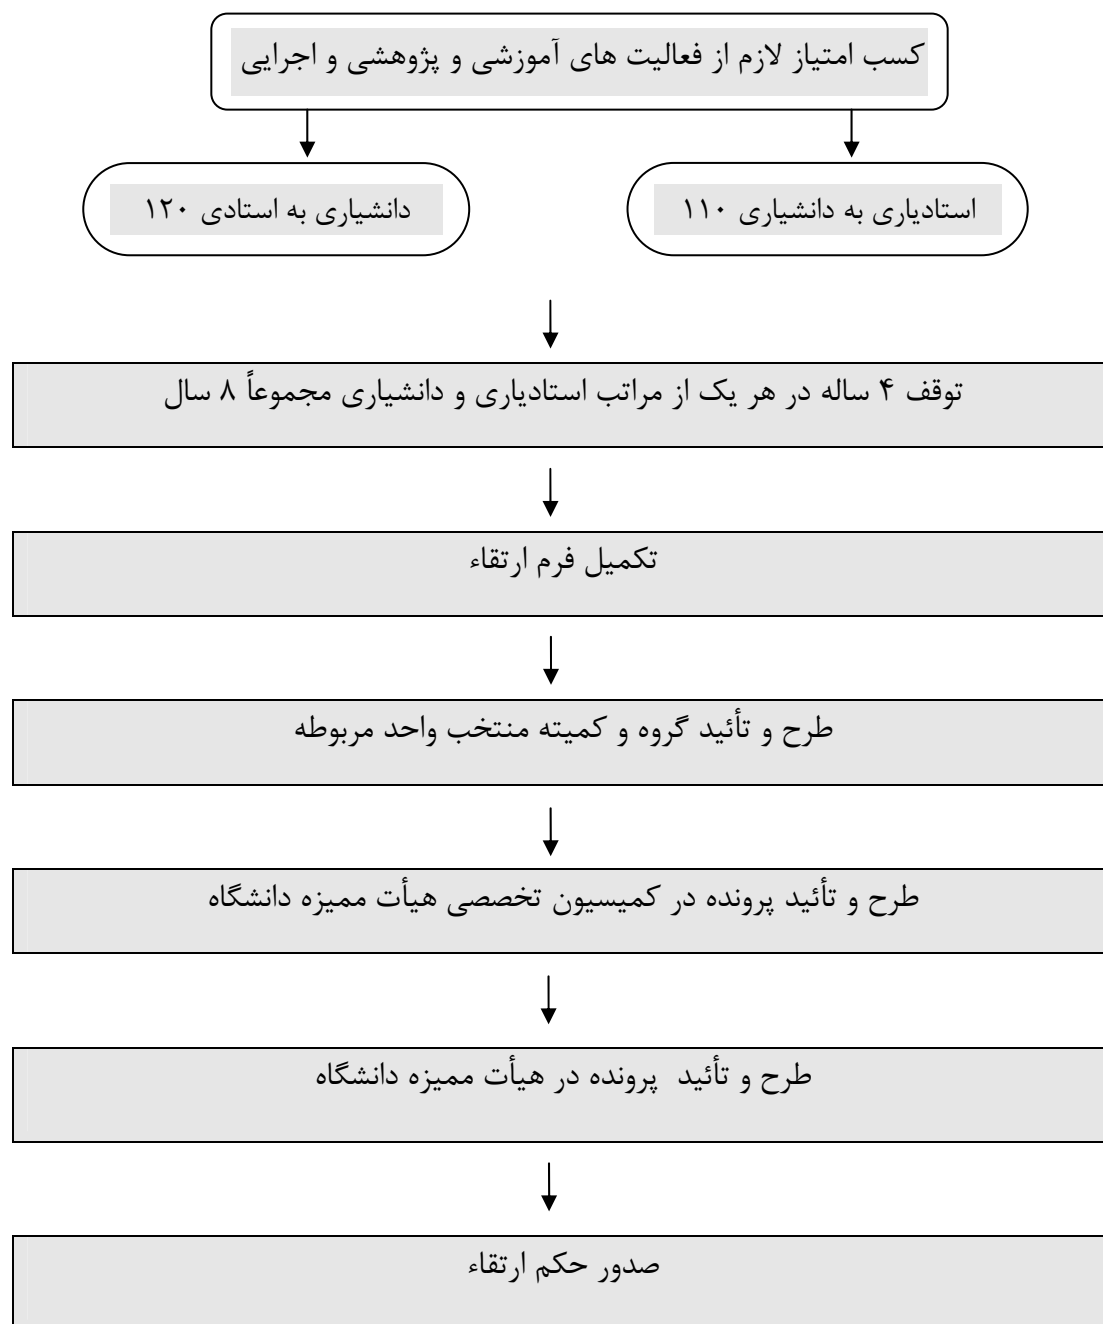 کسب امتیاز لازم از فعالیت های آموزشی و پژوهشی و اجرایی
استادیاری به دانشیاری ۱۱۰
دانشیاری به استادی ۱۲۰
توقف ۴ ساله در هر یک از مراتب استادیاری و دانشیاری مجموعاً ۸ سال
تکمیل فرم ارتقاء
طرح و تأئید گروه و کمیته منتخب واحد مربوطه
طرح و تأئید پرونده در کمیسیون تخصصی هیأت ممیزه دانشگاه
طرح و تأئید پرونده در هیأت ممیزه دانشگاه
صدور حکم ارتقاء